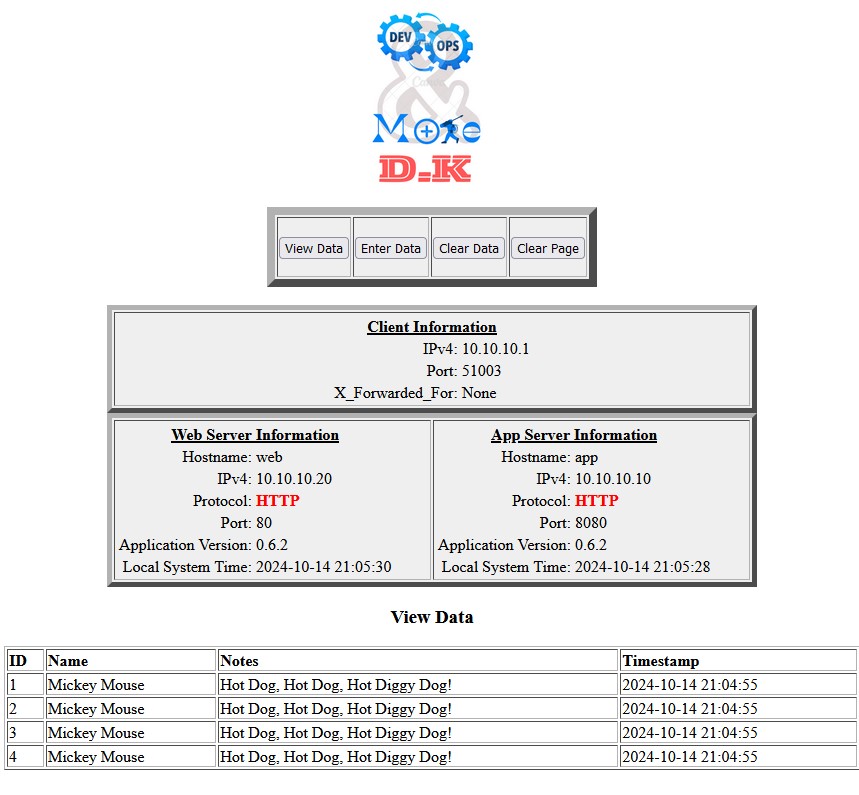 DEV
OPS
&
More
D.K
View Data Enter Data Clear Data Clear Page
Client Information
IPv4: 10.10.10.1
Port: 51003
X_Forwarded_For: None
Web Server Information
Hostname: web
IPv4: 10.10.10.20
Protocol: HTTP
Port: 80
Application Version: 0.6.2
Local System Time: 2024-10-14 21:05:30
App Server Information
Hostname: app
IPv4: 10.10.10.10
Protocol: HTTP
Port: 8080
Application Version: 0.6.2
Local System Time: 2024-10-14 21:05:28
View Data
ID Name Notes Timestamp
1 Mickey Mouse Hot Dog, Hot Dog, Hot Diggy Dog! 2024-10-14 21:04:55
2 Mickey Mouse Hot Dog, Hot Dog, Hot Diggy Dog! 2024-10-14 21:04:55
3 Mickey Mouse Hot Dog, Hot Dog, Hot Diggy Dog! 2024-10-14 21:04:55
4 Mickey Mouse Hot Dog, Hot Dog, Hot Diggy Dog! 2024-10-14 21:04:55